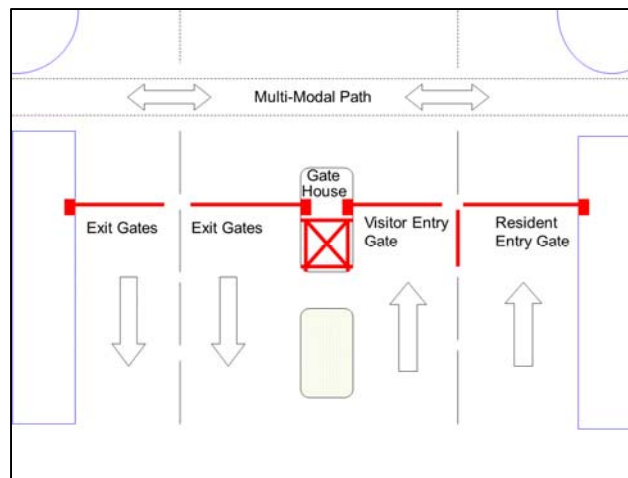 Multi-Modal Path
Gate
House
Exit Gates
Exit Gates
Visitor Entry
Gate
Resident
Entry Gate